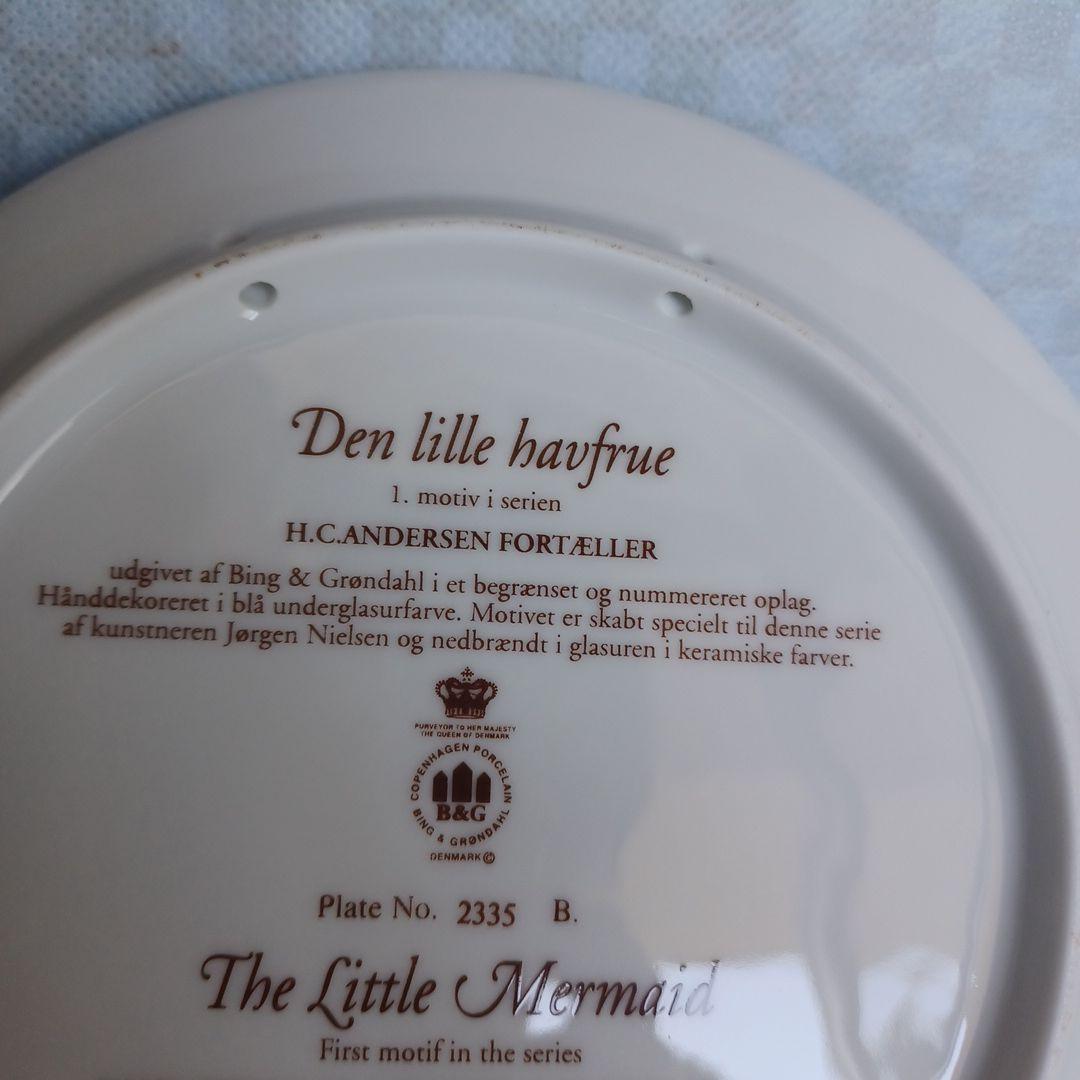 Den lille havfrue
1. motiv i serien
H.C.ANDERSEN FORTÆLLER
udgivet af Bing & Grøndahl i et begrænset og nummereret oplag.
Hånddekoreret i blå underglasurfarve. Motivet er skabt specielt til denne serie
af kunstneren Jørgen Nielsen og nedbrændt i glasuren i keramiske farver.
PURVEYOR TO HER MAJESTY
THE QUEEN OF DENMARK
COPENHAGEN PORCELAIN
B&G
BING & GRØNDAHL
DENMARK ©
Plate No. 2335 B.
The Little Mermaid
First motif in the series